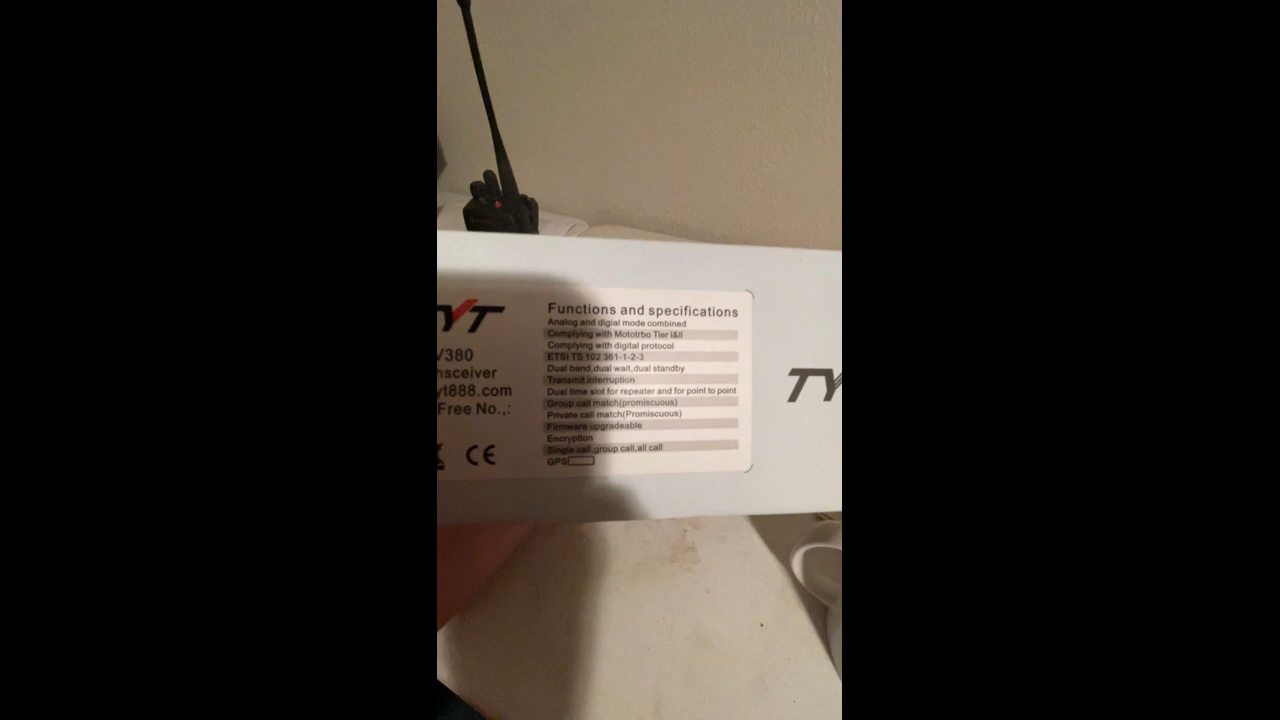 TYT
V380
nsceiver
yt888.com
Free No.,:
CE
Functions and specifications
Analog and digial mode combined
Complying with Mototrbo Tier I&II
Complying with digital protocol
ETSI TS 102 361-1-2-3
Dual band,dual wait,dual standby
Transmit interruption
Dual time slot for repeater and for point to point
Group call match(promiscuous)
Private call match(Promiscuous)
Firmware upgradeable
Encryption
Single call,group call,all call
GPS
TY